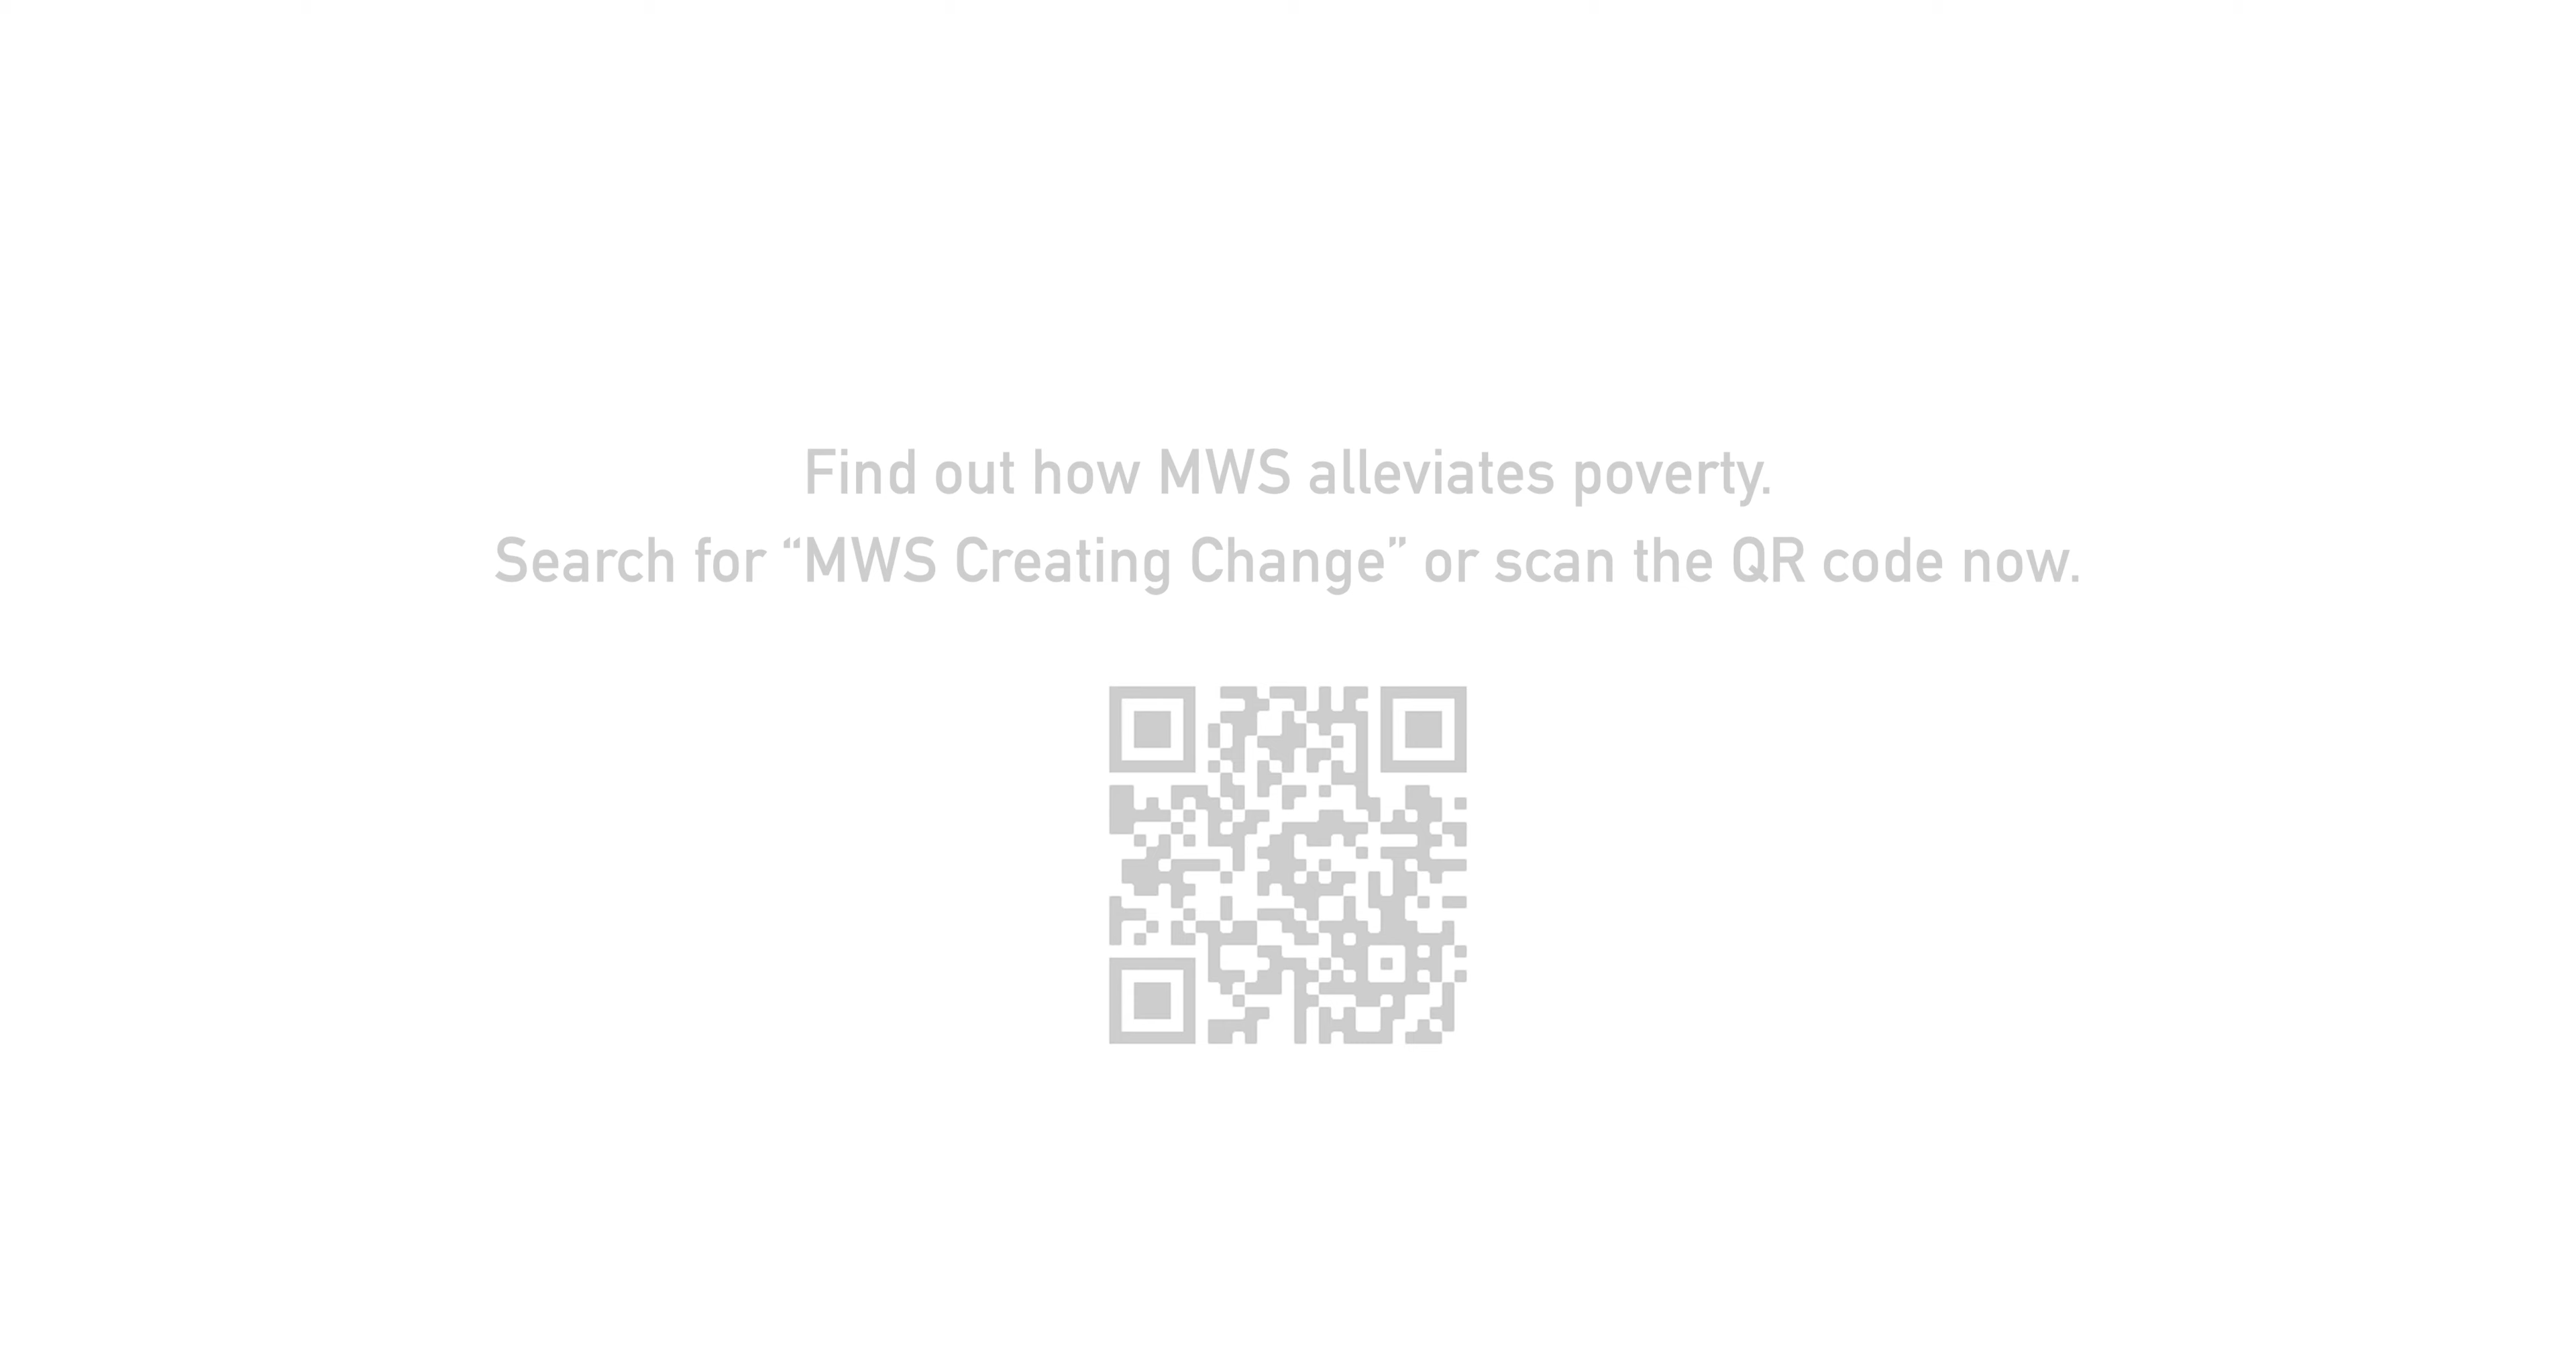 Find out how MWS alleviates poverty.
Search for “MWS Creating Change” or scan the QR code now.